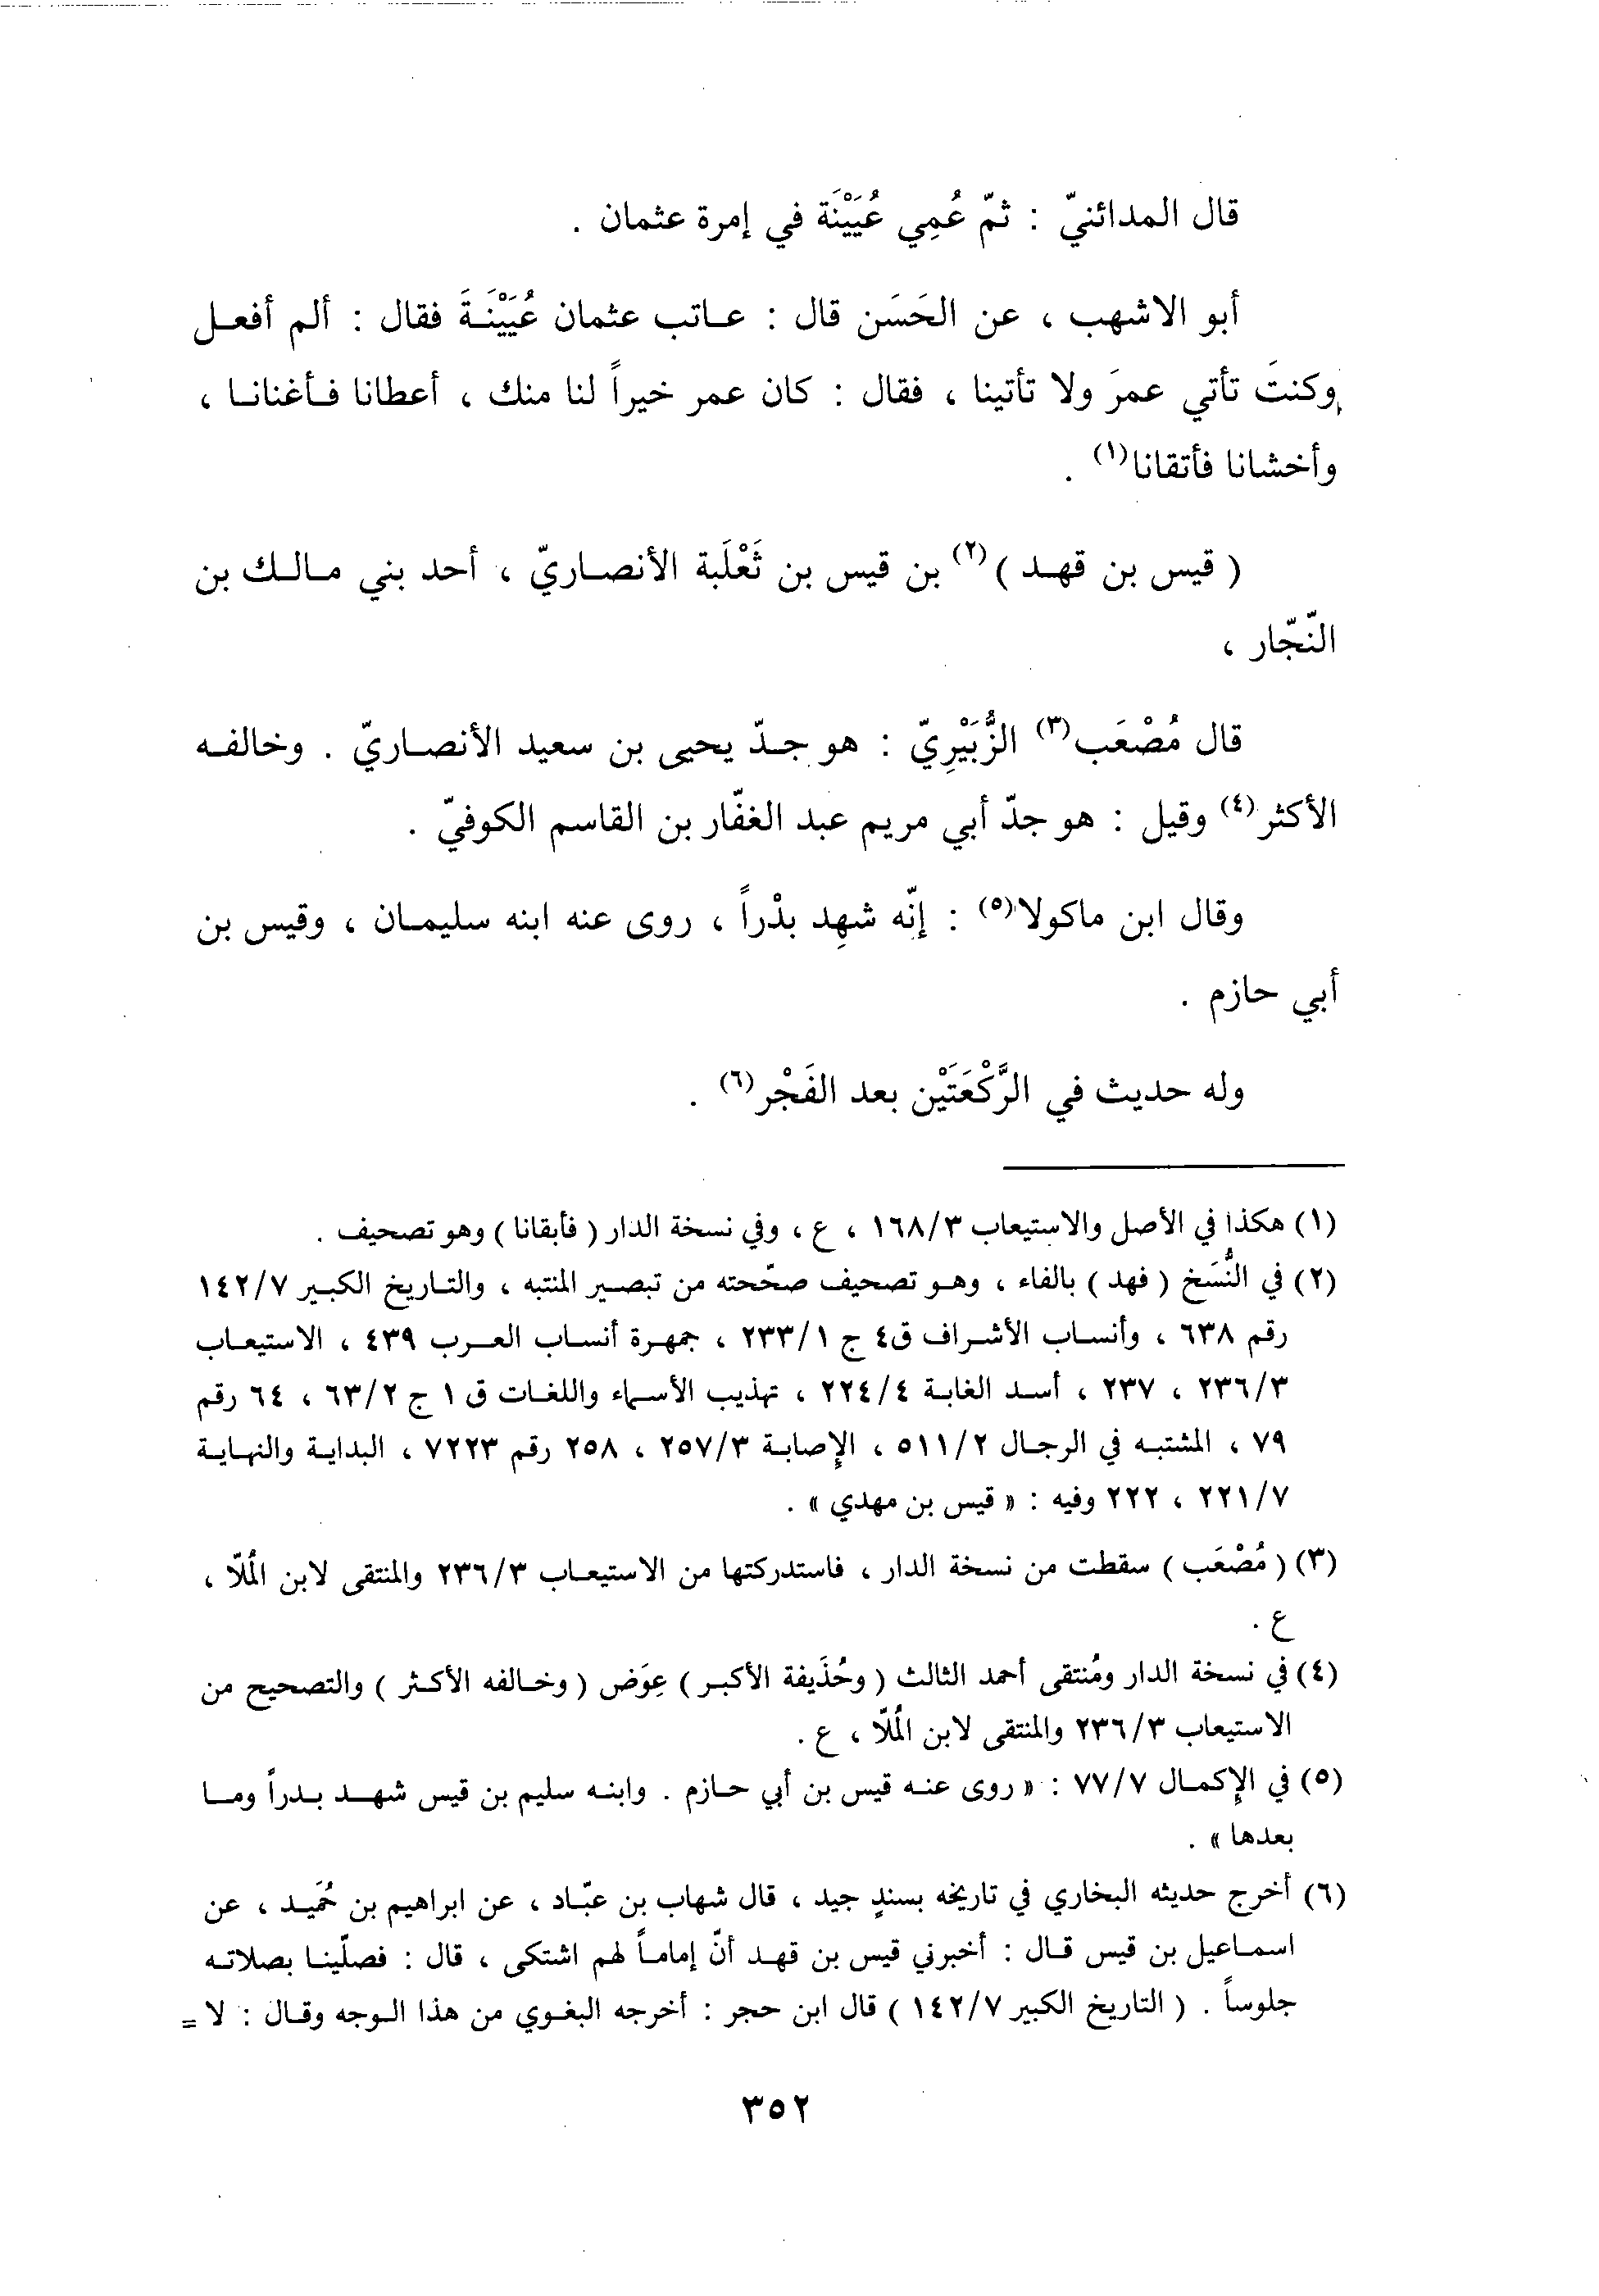 قال المدائنيّ : ثمّ عُمِي عُيَيْنَة في إمرة عثمان .
أبو الاشهب ، عن الحَسَن قال : عاتب عثمان عُيَيْنَةَ فقال : ألم أفعل
وكنتَ تأتي عمرَ ولا تأتينا ، فقال : كان عمر خيراً لنا منك ، أعطانا فأغنانا ،
وأخشانا فأتقانا(١) .
( قيس بن قهد )(٢) بن قيس بن ثَعْلَبة الأنصاريّ ، أحد بني مالك بن
النّجّار ،
قال مُصْعَب(٣) الزُّبَيْرِيّ : هو جدّ يحيى بن سعيد الأنصاريّ . وخالفه
الأكثر(٤) وقيل : هو جدّ أبي مريم عبد الغفّار بن القاسم الكوفيّ .
وقال ابن ماكولا(٥) : إنّه شهِد بدْراً ، روى عنه ابنه سليمان ، وقيس بن
أبي حازم .
وله حديث في الرَّكْعَتَيْن بعد الفَجْر(٦) .
(١) هكذا في الأصل والاستيعاب ١٦٨/٣ ، ع ، وفي نسخة الدار ( فأبقانا ) وهو تصحيف .
(٢) في النُّسَخ ( فهد ) بالفاء ، وهو تصحيف صحّحته من تبصير المنتبه ، والتاريخ الكبير ١٤٢/٧
رقم ٦٣٨ ، وأنساب الأشراف ق٤ ج ٢٣٣/١ ، جمهرة أنساب العرب ٤٣٩ ، الاستيعاب
٢٣٦/٣ ، ٢٣٧ ، أسد الغابة ٢٢٤/٤ ، تهذيب الأسماء واللغات ق ١ ج ٦٣/٢ ، ٦٤ رقم
٧٩ ، المشتبه في الرجال ٥١١/٢ ، الإصابة ٢٥٧/٣ ، ٢٥٨ رقم ٧٢٢٣ ، البداية والنهاية
٢٢١/٧ ، ٢٢٢ وفيه : « قيس بن مهدي » .
(٣) ( مُصْعَب ) سقطت من نسخة الدار ، فاستدركتها من الاستيعاب ٢٣٦/٣ والمنتقى لابن الُملّا ،
ع .
(٤) في نسخة الدار ومُنتقى أحمد الثالث ( وحُذَيفة الأكبر ) عِوَض ( وخالفه الأكثر ) والتصحيح من
الاستيعاب ٢٣٦/٣ والمنتقى لابن الُملّا ، ع .
(٥) في الإكمال ٧٧/٧ : « روى عنه قيس بن أبي حازم . وابنه سليم بن قيس شهد بدراً وما
بعدها » .
(٦) أخرج حديثه البخاري في تاريخه بسندٍ جيد ، قال شهاب بن عبّاد ، عن ابراهيم بن حُمَيد ، عن
اسماعيل بن قيس قال : أخبرني قيس بن قهد أنّ إماماً لهم اشتكى ، قال : فصلّينا بصلاته
جلوساً . ( التاريخ الكبير ١٤٢/٧ ) قال ابن حجر : أخرجه البغوي من هذا الوجه وقال : لا =
٣٥٢